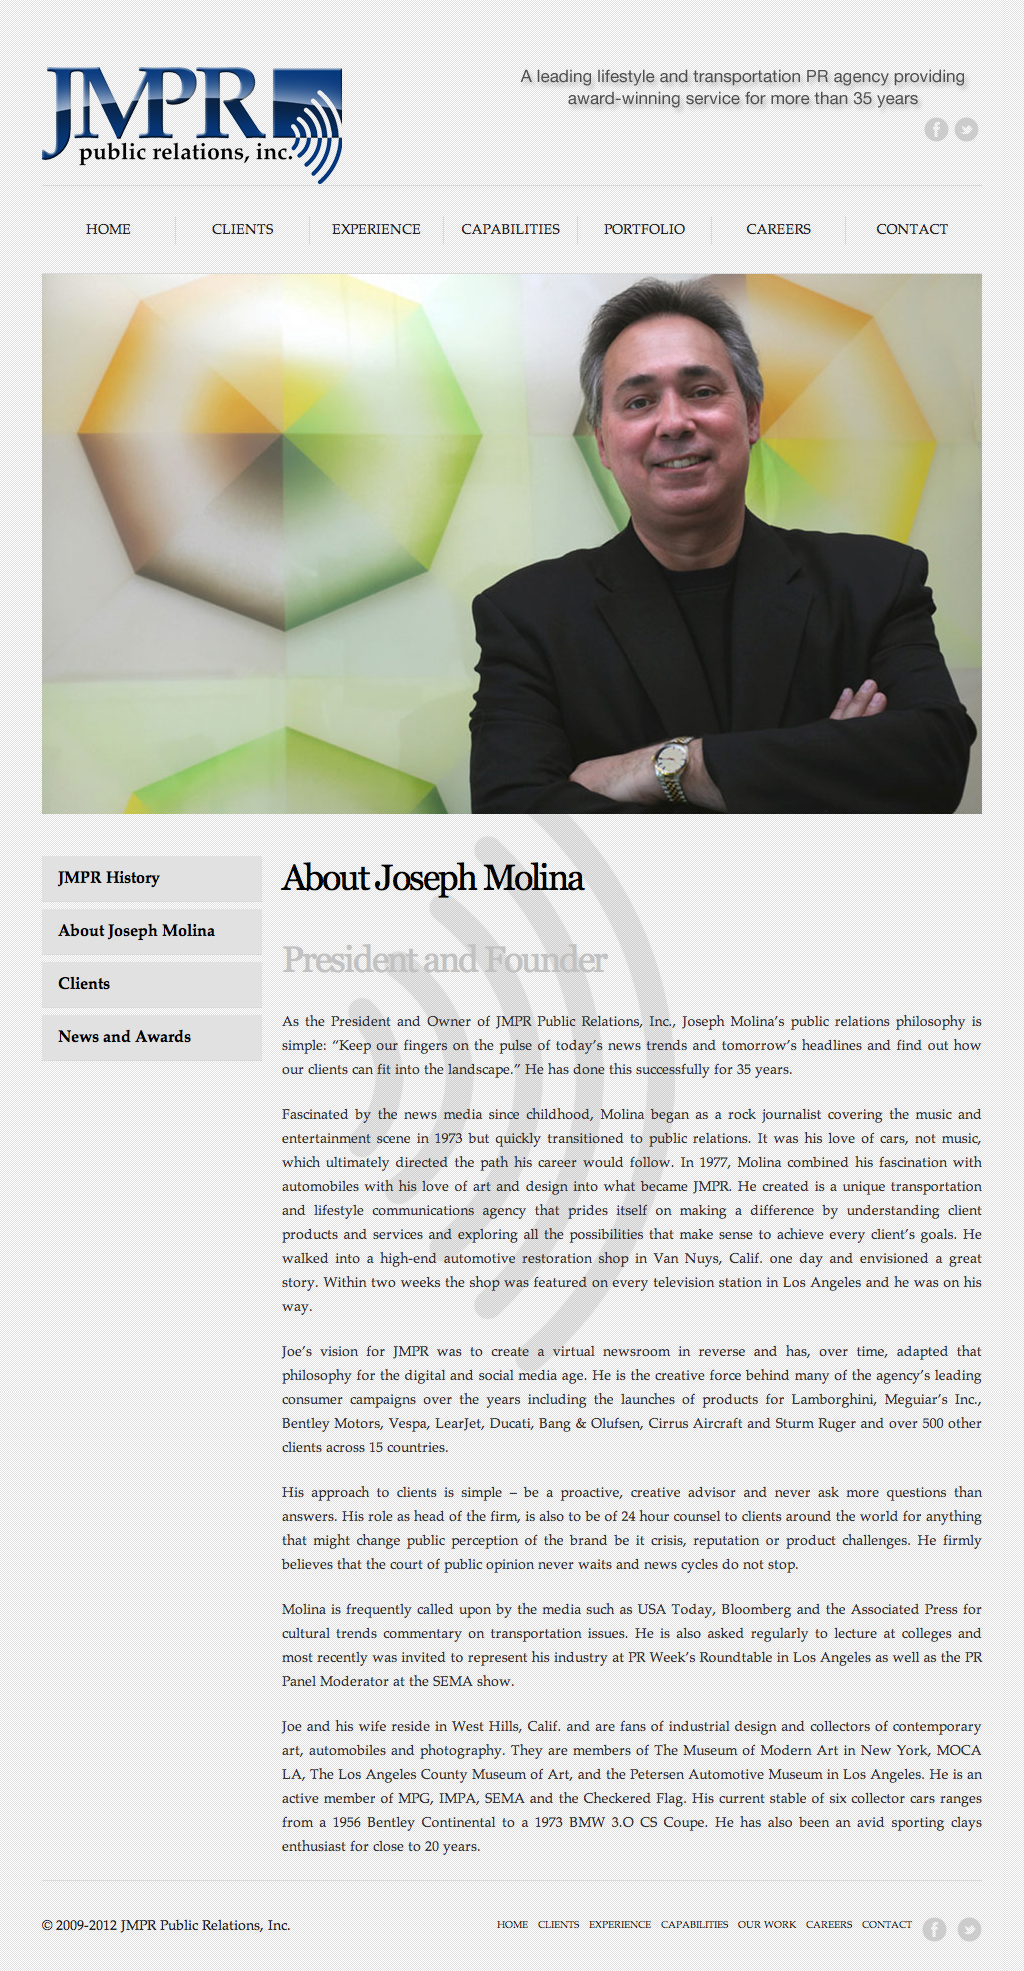 JMPR
public relations, inc.
A leading lifestyle and transportation PR agency providing
award-winning service for more than 35 years
HOME CLIENTS EXPERIENCE CAPABILITIES PORTFOLIO CAREERS CONTACT
JMPR History
About Joseph Molina
Clients
News and Awards
About Joseph Molina
President and Founder
As the President and Owner of JMPR Public Relations, Inc., Joseph Molina’s public relations philosophy is
simple: “Keep our fingers on the pulse of today’s news trends and tomorrow’s headlines and find out how
our clients can fit into the landscape.” He has done this successfully for 35 years.
Fascinated by the news media since childhood, Molina began as a rock journalist covering the music and
entertainment scene in 1973 but quickly transitioned to public relations. It was his love of cars, not music,
which ultimately directed the path his career would follow. In 1977, Molina combined his fascination with
automobiles with his love of art and design into what became JMPR. He created is a unique transportation
and lifestyle communications agency that prides itself on making a difference by understanding client
products and services and exploring all the possibilities that make sense to achieve every client’s goals. He
walked into a high-end automotive restoration shop in Van Nuys, Calif. one day and envisioned a great
story. Within two weeks the shop was featured on every television station in Los Angeles and he was on his
way.
Joe’s vision for JMPR was to create a virtual newsroom in reverse and has, over time, adapted that
philosophy for the digital and social media age. He is the creative force behind many of the agency’s leading
consumer campaigns over the years including the launches of products for Lamborghini, Meguiar’s Inc.,
Bentley Motors, Vespa, LearJet, Ducati, Bang & Olufsen, Cirrus Aircraft and Sturm Ruger and over 500 other
clients across 15 countries.
His approach to clients is simple – be a proactive, creative advisor and never ask more questions than
answers. His role as head of the firm, is also to be of 24 hour counsel to clients around the world for anything
that might change public perception of the brand be it crisis, reputation or product challenges. He firmly
believes that the court of public opinion never waits and news cycles do not stop.
Molina is frequently called upon by the media such as USA Today, Bloomberg and the Associated Press for
cultural trends commentary on transportation issues. He is also asked regularly to lecture at colleges and
most recently was invited to represent his industry at PR Week’s Roundtable in Los Angeles as well as the PR
Panel Moderator at the SEMA show.
Joe and his wife reside in West Hills, Calif. and are fans of industrial design and collectors of contemporary
art, automobiles and photography. They are members of The Museum of Modern Art in New York, MOCA
LA, The Los Angeles County Museum of Art, and the Petersen Automotive Museum in Los Angeles. He is an
active member of MPG, IMPA, SEMA and the Checkered Flag. His current stable of six collector cars ranges
from a 1956 Bentley Continental to a 1973 BMW 3.O CS Coupe. He has also been an avid sporting clays
enthusiast for close to 20 years.
© 2009-2012 JMPR Public Relations, Inc.
HOME CLIENTS EXPERIENCE CAPABILITIES OUR WORK CAREERS CONTACT